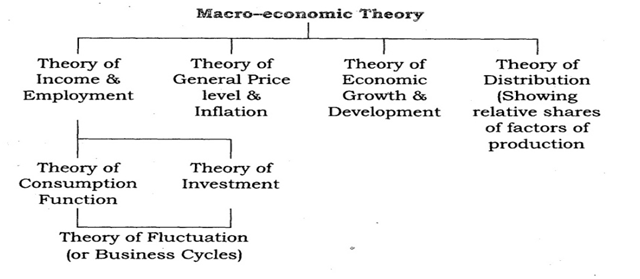 Macro-economic Theory
Theory of
Income &
Employment
Theory of
General Price
level &
Inflation
Theory of
Economic
Growth &
Development
Theory of
Distribution
(Showing
relative shares
of factors of
production
Theory of
Consumption
Function
Theory of
Investment
Theory of Fluctuation
(or Business Cycles)